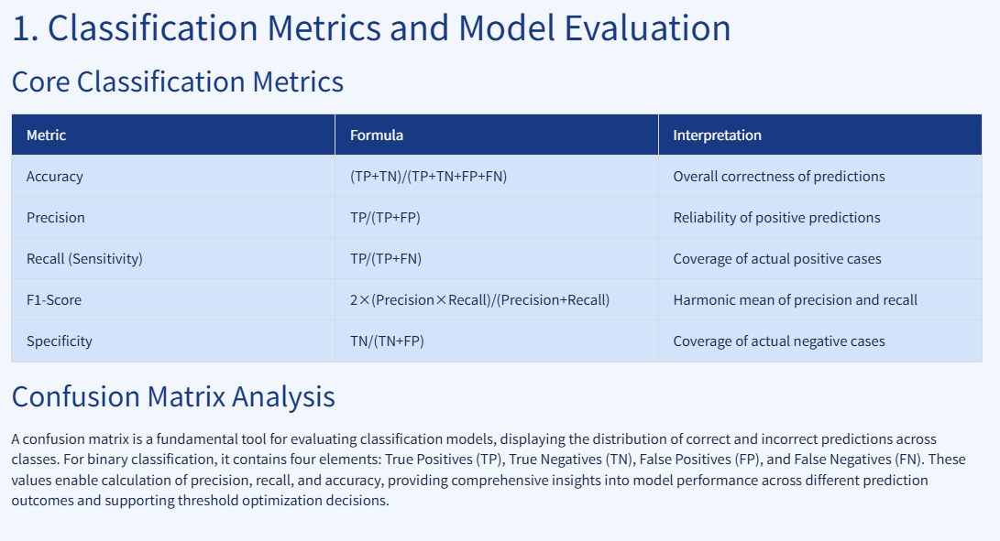 1. Classification Metrics and Model Evaluation
Core Classification Metrics
Metric Formula Interpretation
Accuracy (TP+TN)/(TP+TN+FP+FN) Overall correctness of predictions
Precision TP/(TP+FP) Reliability of positive predictions
Recall (Sensitivity) TP/(TP+FN) Coverage of actual positive cases
F1-Score 2×(Precision×Recall)/(Precision+Recall) Harmonic mean of precision and recall
Specificity TN/(TN+FP) Coverage of actual negative cases
Confusion Matrix Analysis
A confusion matrix is a fundamental tool for evaluating classification models, displaying the distribution of correct and incorrect predictions across
classes. For binary classification, it contains four elements: True Positives (TP), True Negatives (TN), False Positives (FP), and False Negatives (FN). These
values enable calculation of precision, recall, and accuracy, providing comprehensive insights into model performance across different prediction
outcomes and supporting threshold optimization decisions.